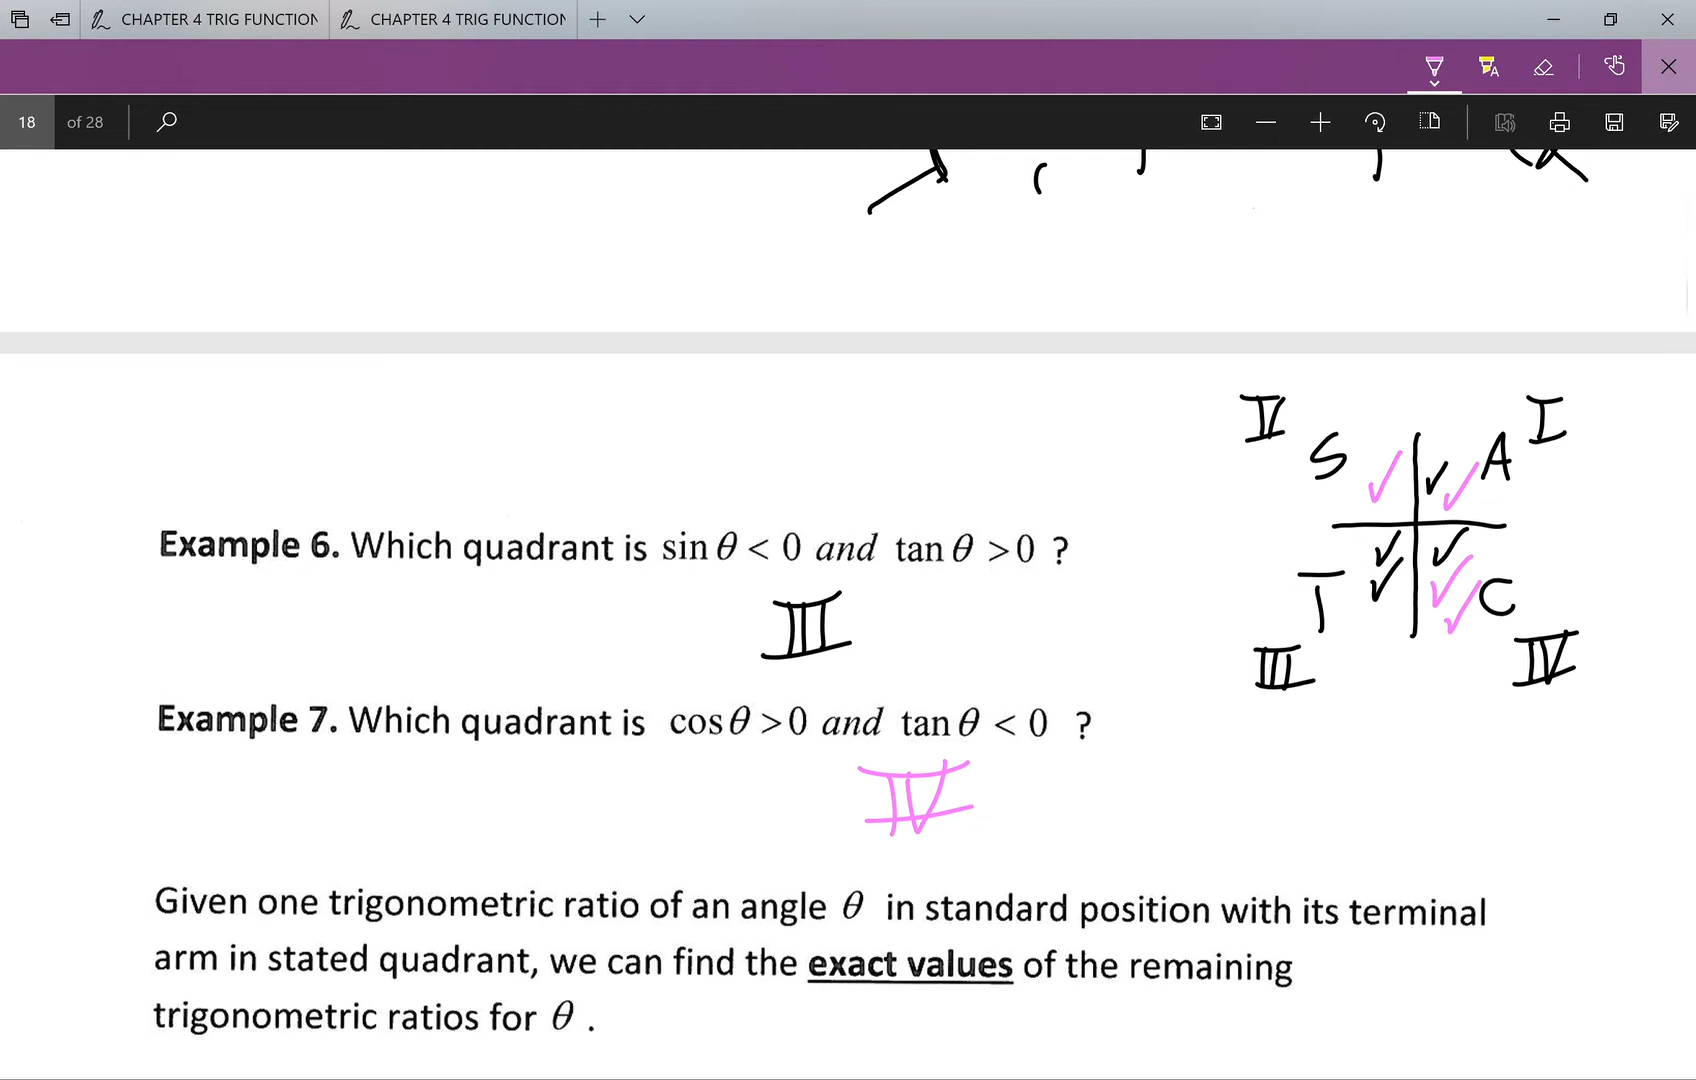 CHAPTER 4 TRIG FUNCTION
CHAPTER 4 TRIG FUNCTION
18 of 28
II
I
S
A
Example 6. Which quadrant is sin θ < 0 and tan θ > 0 ?
T
C
III
III
IV
Example 7. Which quadrant is cos θ > 0 and tan θ < 0 ?
IV
Given one trigonometric ratio of an angle θ in standard position with its terminal
arm in stated quadrant, we can find the exact values of the remaining
trigonometric ratios for θ .